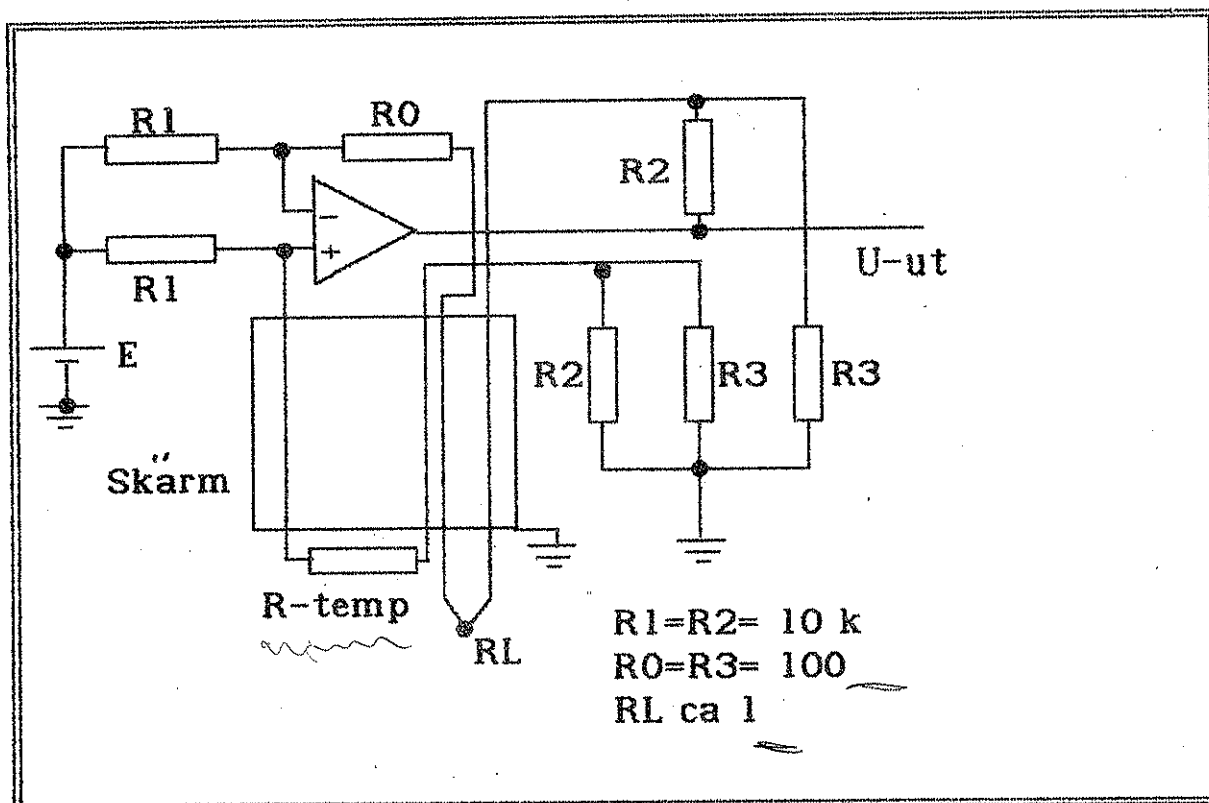 R1
R0
R2
U-ut
R1
-
+
E
R2
R3
R3
Skärm
R-temp
RL
R1=R2= 10 k
R0=R3= 100
RL ca 1